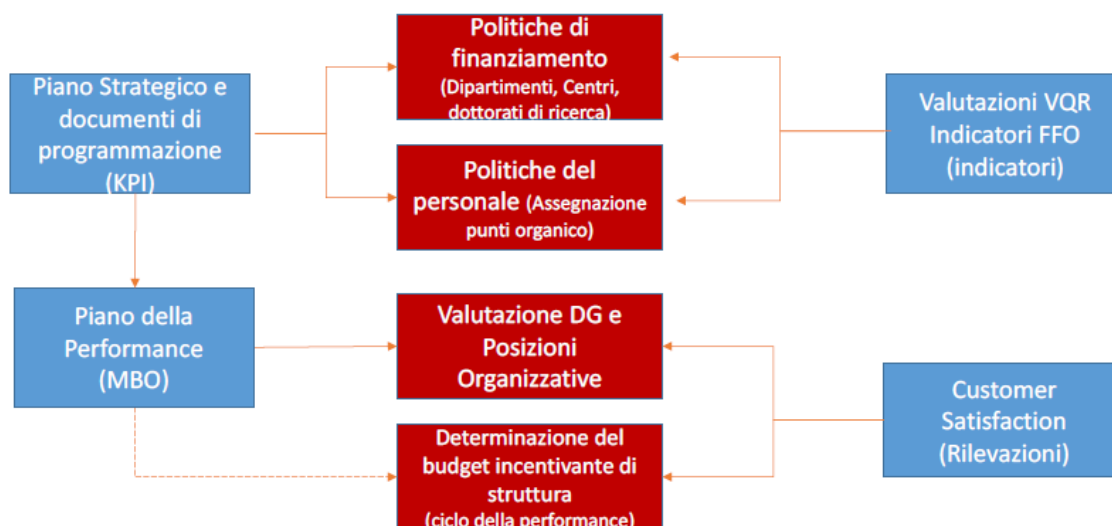 Piano Strategico e
documenti di
programmazione
(KPI)
Politiche di
finanziamento
(Dipartimenti, Centri,
dottorati di ricerca)
Valutazioni VQR
Indicatori FFO
(indicatori)
Politiche del
personale (Assegnazione
punti organico)
Piano della
Performance
(MBO)
Valutazione DG e
Posizioni
Organizzative
Customer
Satisfaction
(Rilevazioni)
Determinazione del
budget incentivante di
struttura
(ciclo della performance)